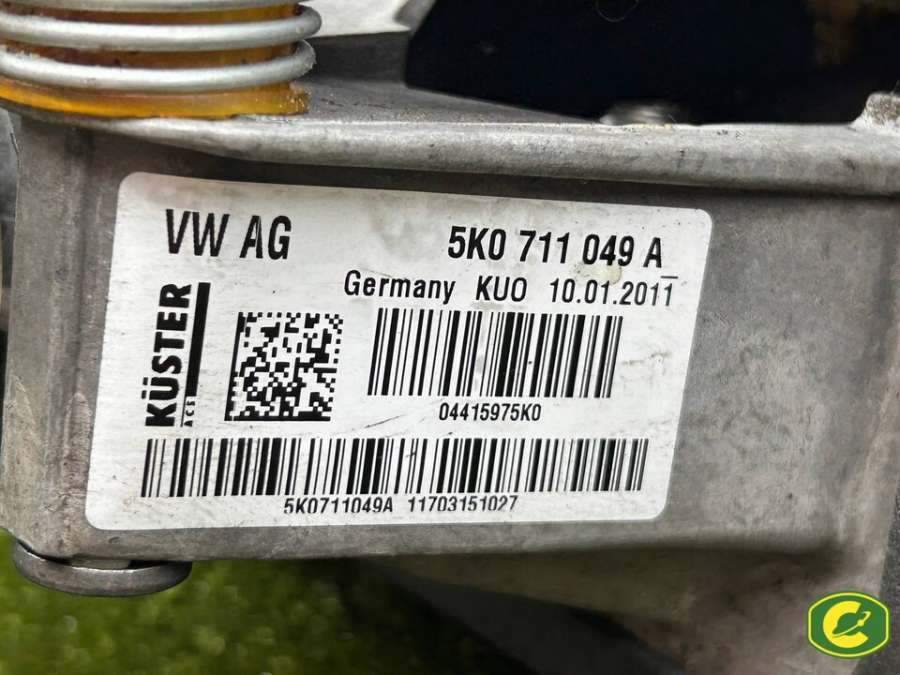 VW AG
5K0 711 049 A
Germany KUO 10.01.2011
KÜSTER
ACS
04415975K0
5K0711049A 11703151027